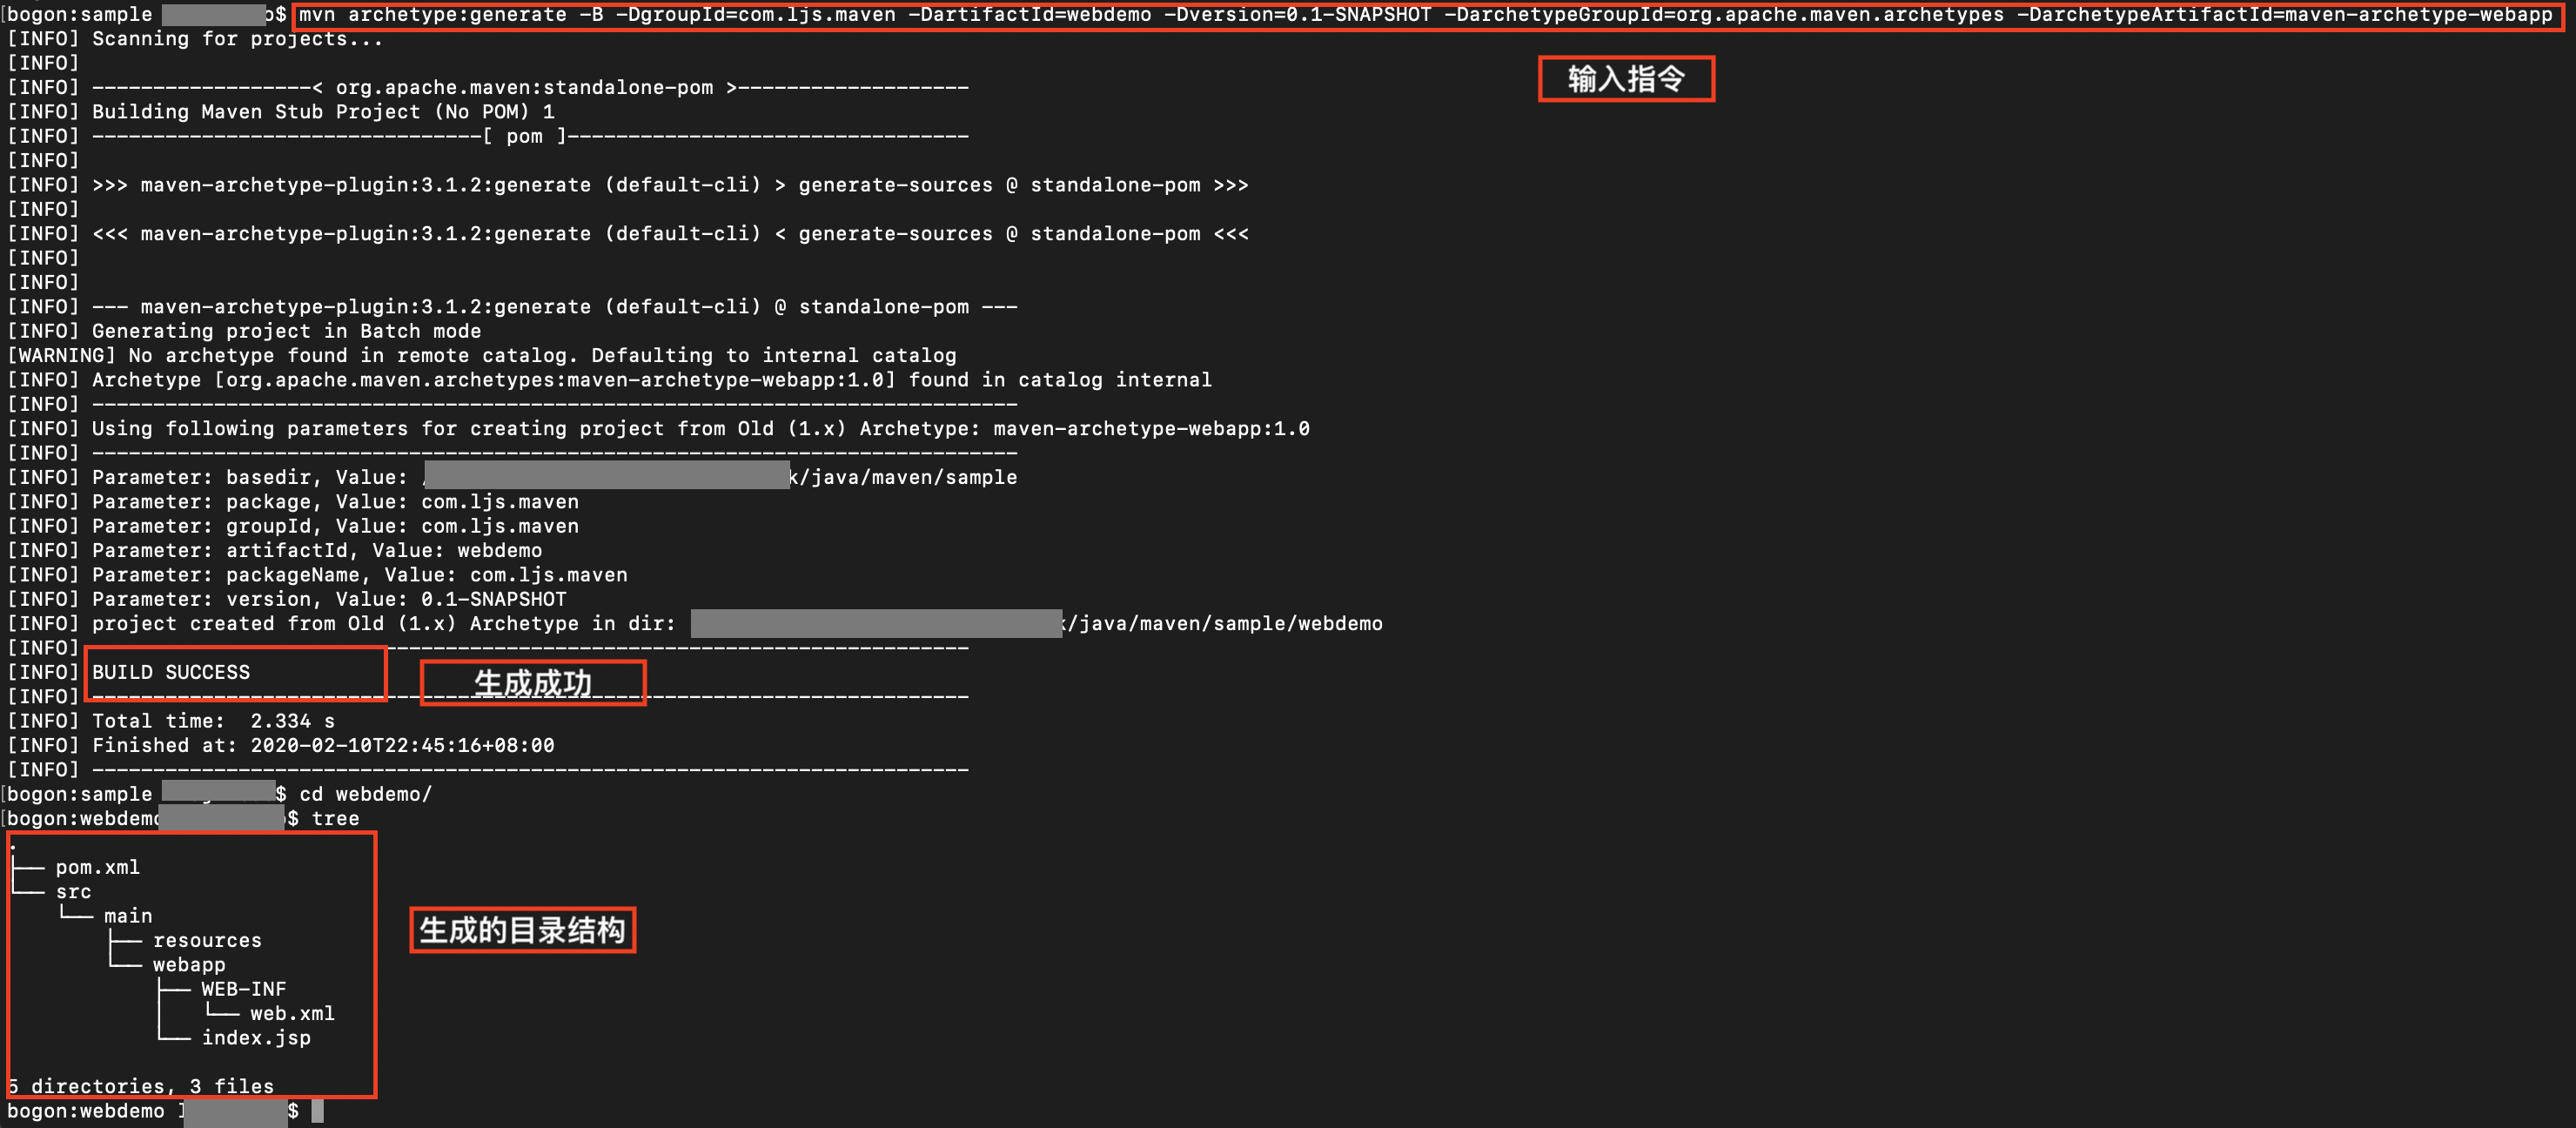 [bogon:sample $ mvn archetype:generate -B -DgroupId=com.ljs.maven -DartifactId=webdemo -Dversion=0.1-SNAPSHOT -DarchetypeGroupId=org.apache.maven.archetypes -DarchetypeArtifactId=maven-archetype-webapp
[INFO] Scanning for projects...
[INFO]
输入指令
[INFO] ------------------< org.apache.maven:standalone-pom >-------------------
[INFO] Building Maven Stub Project (No POM) 1
[INFO] --------------------------------[ pom ]---------------------------------
[INFO]
[INFO] >>> maven-archetype-plugin:3.1.2:generate (default-cli) > generate-sources @ standalone-pom >>>
[INFO]
[INFO] <<< maven-archetype-plugin:3.1.2:generate (default-cli) < generate-sources @ standalone-pom <<<
[INFO]
[INFO]
[INFO] --- maven-archetype-plugin:3.1.2:generate (default-cli) @ standalone-pom ---
[INFO] Generating project in Batch mode
[WARNING] No archetype found in remote catalog. Defaulting to internal catalog
[INFO] Archetype [org.apache.maven.archetypes:maven-archetype-webapp:1.0] found in catalog internal
[INFO] ----------------------------------------------------------------------------
[INFO] Using following parameters for creating project from Old (1.x) Archetype: maven-archetype-webapp:1.0
[INFO] ----------------------------------------------------------------------------
[INFO] Parameter: basedir, Value: /java/maven/sample
[INFO] Parameter: package, Value: com.ljs.maven
[INFO] Parameter: groupId, Value: com.ljs.maven
[INFO] Parameter: artifactId, Value: webdemo
[INFO] Parameter: packageName, Value: com.ljs.maven
[INFO] Parameter: version, Value: 0.1-SNAPSHOT
[INFO] project created from Old (1.x) Archetype in dir: /java/maven/sample/webdemo
[INFO] ------------------------------------------------------------------------
[INFO] BUILD SUCCESS
生成成功
[INFO] ------------------------------------------------------------------------
[INFO] Total time:  2.334 s
[INFO] Finished at: 2020-02-10T22:45:16+08:00
[INFO] ------------------------------------------------------------------------
[bogon:sample $ cd webdemo/
[bogon:webdemo $ tree
.
├── pom.xml
└── src
    └── main
生成的目录结构
        ├── resources
        └── webapp
            ├── WEB-INF
            │   └── web.xml
            └── index.jsp
5 directories, 3 files
bogon:webdemo $